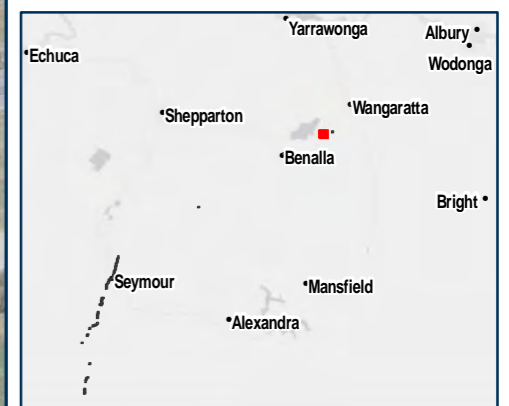 Yarrawonga
Albury
Echuca
Wodonga
Wangaratta
Shepparton
Benalla
Bright
Seymour
Mansfield
Alexandra